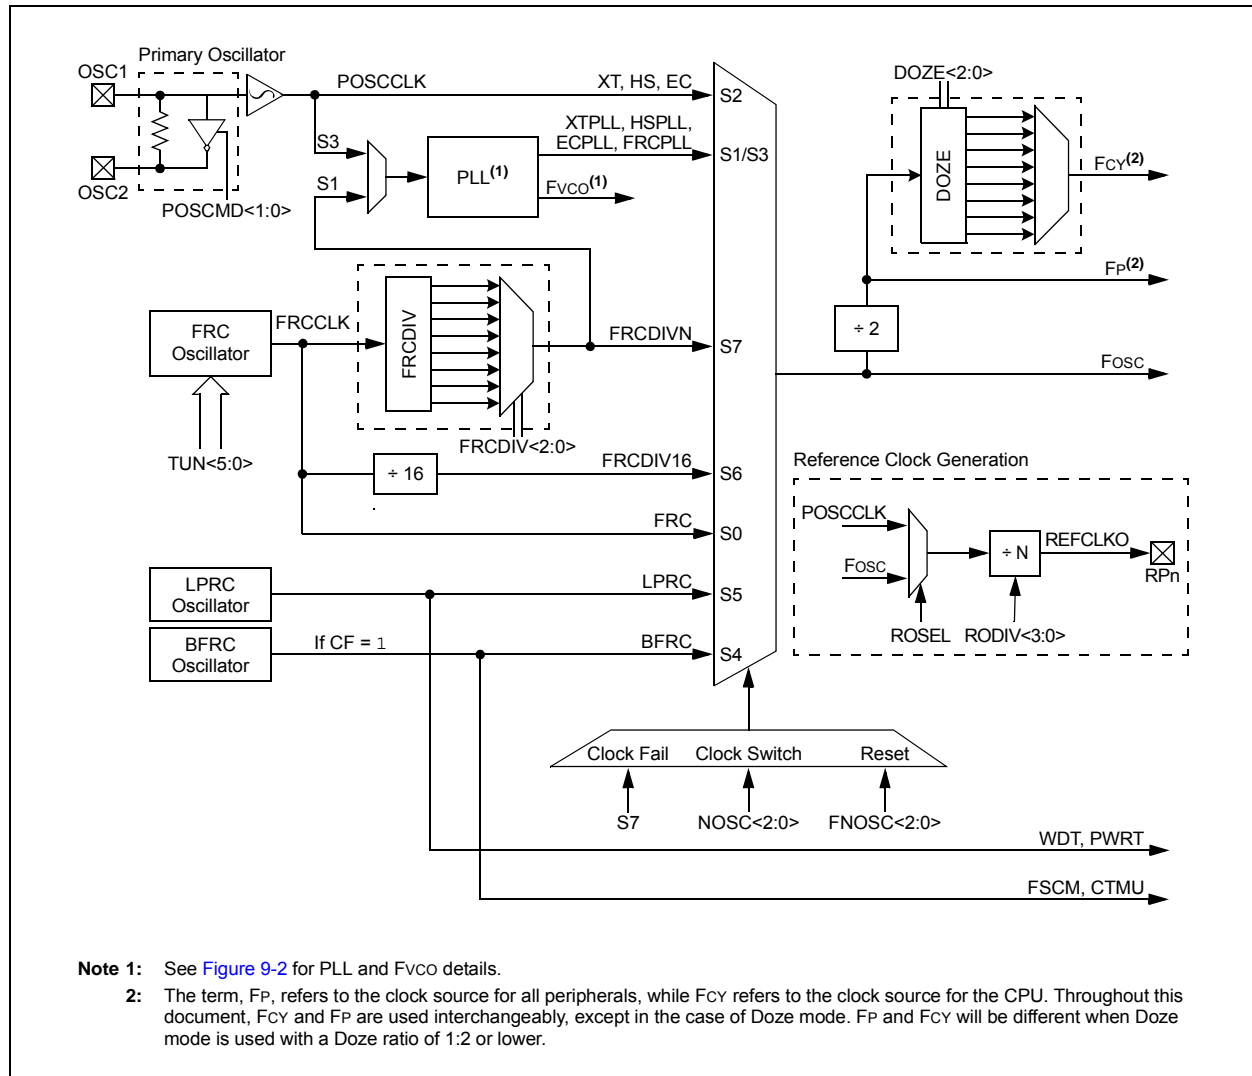 Primary Oscillator
OSC1
OSC2
POSCMD<1:0>
POSCCLK
XT, HS, EC
S2
S3
S1
PLL(1)
XTPLL, HSPLL,
ECPLL, FRCPLL
S1/S3
FVCO(1)
DOZE<2:0>
DOZE
FCY(2)
FP(2)
÷ 2
FOSC
FRC
Oscillator
FRCCLK
TUN<5:0>
FRCDIV
FRCDIV<2:0>
FRCDIVN
S7
÷ 16
FRCDIV16
S6
FRC
S0
LPRC
Oscillator
LPRC
S5
BFRC
Oscillator
If CF = 1
BFRC
S4
Reference Clock Generation
POSCCLK
FOSC
÷ N
REFCLKO
RPn
ROSEL
RODIV<3:0>
Clock Fail
Clock Switch
Reset
S7
NOSC<2:0>
FNOSC<2:0>
WDT, PWRT
FSCM, CTMU
Note 1: See Figure 9-2 for PLL and FVCO details.
2: The term, FP, refers to the clock source for all peripherals, while FCY refers to the clock source for the CPU. Throughout this
document, FCY and FP are used interchangeably, except in the case of Doze mode. FP and FCY will be different when Doze
mode is used with a Doze ratio of 1:2 or lower.